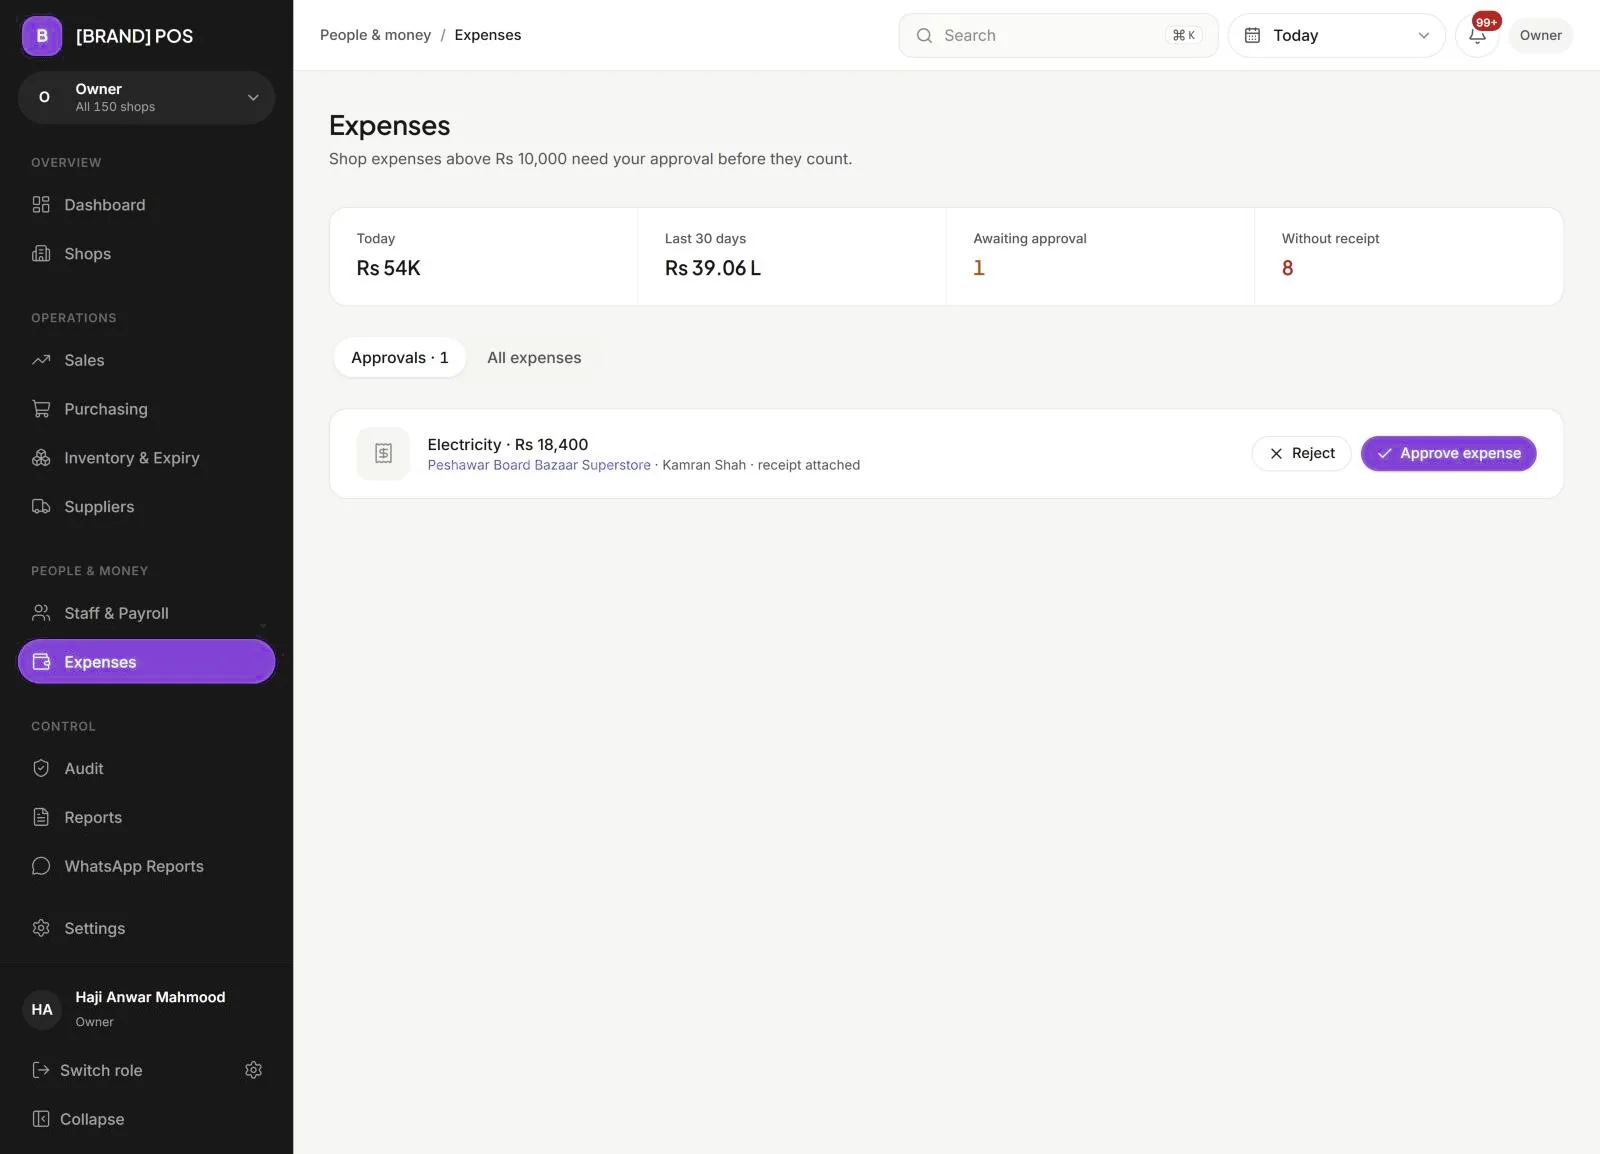 B
[BRAND] POS
O
Owner
All 150 shops
OVERVIEW
Dashboard
Shops
OPERATIONS
Sales
Purchasing
Inventory & Expiry
Suppliers
PEOPLE & MONEY
Staff & Payroll
Expenses
CONTROL
Audit
Reports
WhatsApp Reports
Settings
HA
Haji Anwar Mahmood
Owner
Switch role
Collapse
People & money / Expenses
Search
⌘ K
Today
99+
Owner
Expenses
Shop expenses above Rs 10,000 need your approval before they count.
Today
Rs 54K
Last 30 days
Rs 39.06 L
Awaiting approval
1
Without receipt
8
Approvals · 1
All expenses
Electricity · Rs 18,400
Peshawar Board Bazaar Superstore · Kamran Shah · receipt attached
Reject
Approve expense